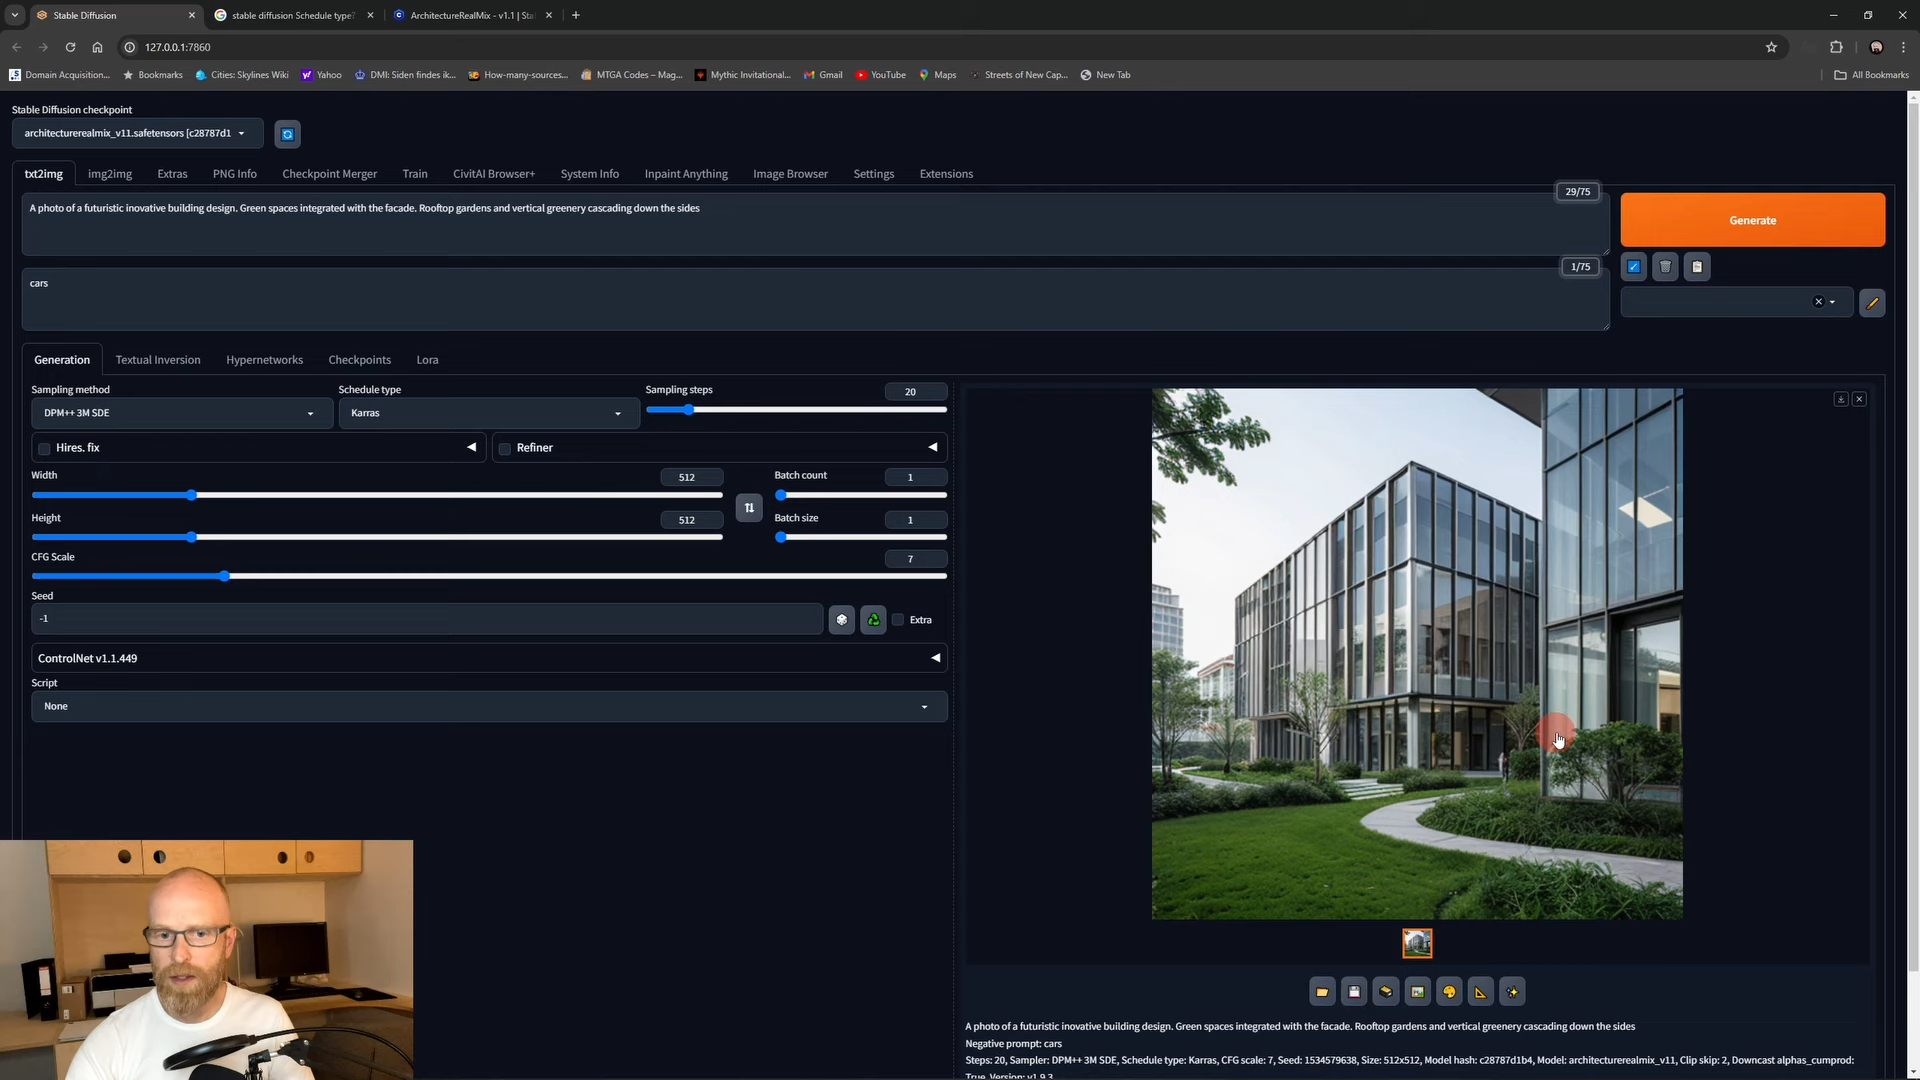 Stable Diffusion
stable diffusion Schedule type?
ArchitectureRealMix - v1.1 | Sta
127.0.0.1:7860
Domain Acquisition...
Bookmarks
Cities: Skylines Wiki
Yahoo
DMI: Siden findes ik...
How-many-sources...
MTGA Codes – Mag...
Mythic Invitational...
Gmail
YouTube
Maps
Streets of New Cap...
New Tab
All Bookmarks
Stable Diffusion checkpoint
architecturerealmix_v11.safetensors [c28787d1
txt2img
img2img
Extras
PNG Info
Checkpoint Merger
Train
CivitAI Browser+
System Info
Inpaint Anything
Image Browser
Settings
Extensions
29/75
A photo of a futuristic inovative building design. Green spaces integrated with the facade. Rooftop gardens and vertical greenery cascading down the sides
Generate
1/75
cars
Generation
Textual Inversion
Hypernetworks
Checkpoints
Lora
Sampling method
Schedule type
Sampling steps
20
DPM++ 3M SDE
Karras
Hires. fix
Refiner
Width
512
Batch count
1
Height
512
Batch size
1
CFG Scale
7
Seed
-1
Extra
ControlNet v1.1.449
Script
None
A photo of a futuristic inovative building design. Green spaces integrated with the facade. Rooftop gardens and vertical greenery cascading down the sides
Negative prompt: cars
Steps: 20, Sampler: DPM++ 3M SDE, Schedule type: Karras, CFG scale: 7, Seed: 1534579638, Size: 512x512, Model hash: c28787d1b4, Model: architecturerealmix_v11, Clip skip: 2, Downcast alphas_cumprod:
True, Version: v1.9.3